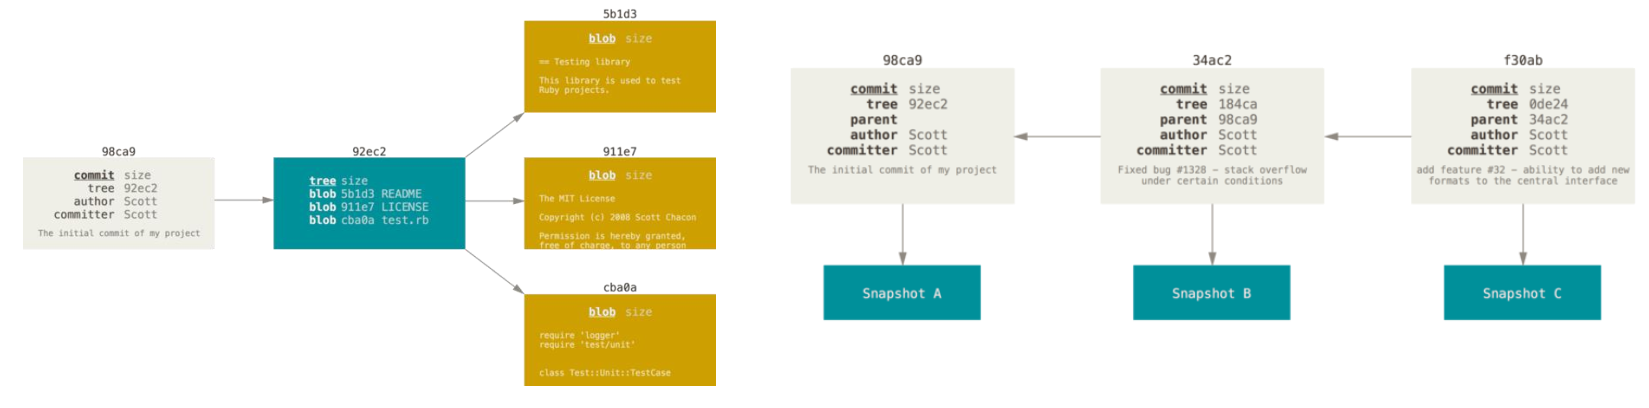 98ca9
commit size
tree 92ec2
author Scott
committer Scott
The initial commit of my project
92ec2
tree size
blob 5b1d3 README
blob 911e7 LICENSE
blob cba0a test.rb
5b1d3
blob size
== Testing library
This library is used to test
Ruby projects.
911e7
blob size
The MIT License
Copyright (c) 2008 Scott Chacon
Permission is hereby granted,
free of charge, to any person
cba0a
blob size
require 'logger'
require 'test/unit'
class Test::Unit::TestCase
98ca9
commit size
tree 92ec2
parent
author Scott
committer Scott
The initial commit of my project
Snapshot A
34ac2
commit size
tree 184ca
parent 98ca9
author Scott
committer Scott
Fixed bug #1328 – stack overflow
under certain conditions
Snapshot B
f30ab
commit size
tree 0de24
parent 34ac2
author Scott
committer Scott
add feature #32 – ability to add new
formats to the central interface
Snapshot C